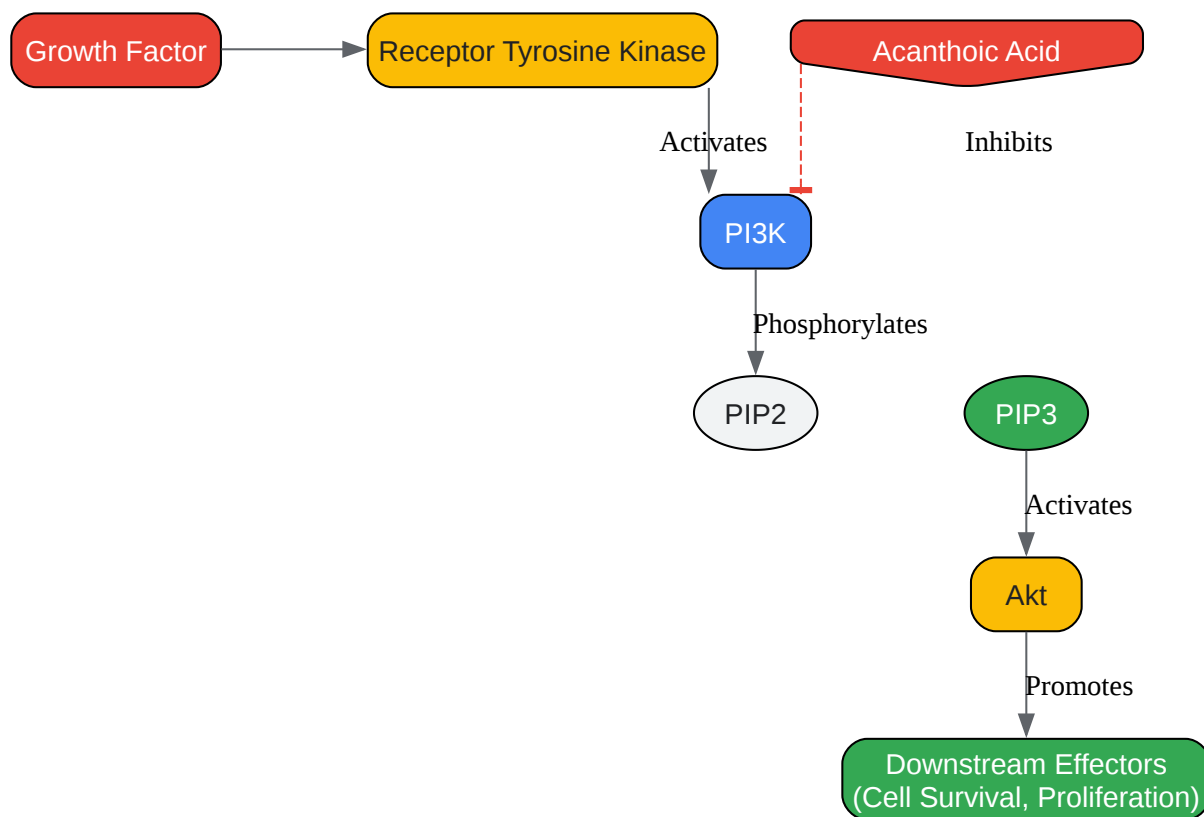 Growth Factor
Receptor Tyrosine Kinase
Acanthoic Acid
Activates
Inhibits
PI3K
Phosphorylates
PIP2
PIP3
Activates
Akt
Promotes
Downstream Effectors
(Cell Survival, Proliferation)